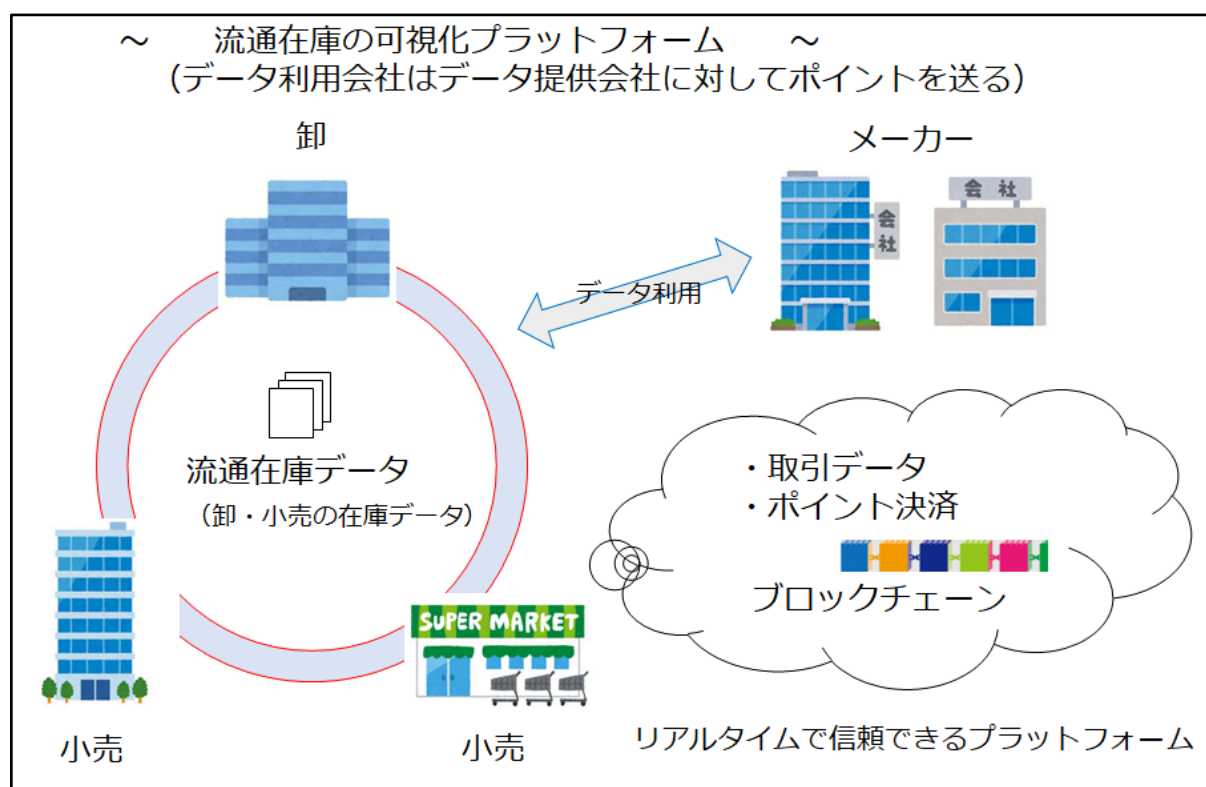 ～　流通在庫の可視化プラットフォーム　～
（データ利用会社はデータ提供会社に対してポイントを送る）
卸
メーカー
会社
会社
データ利用
流通在庫データ
（卸・小売の在庫データ）
・取引データ
・ポイント決済
ブロックチェーン
SUPER MARKET
小売
小売
リアルタイムで信頼できるプラットフォーム